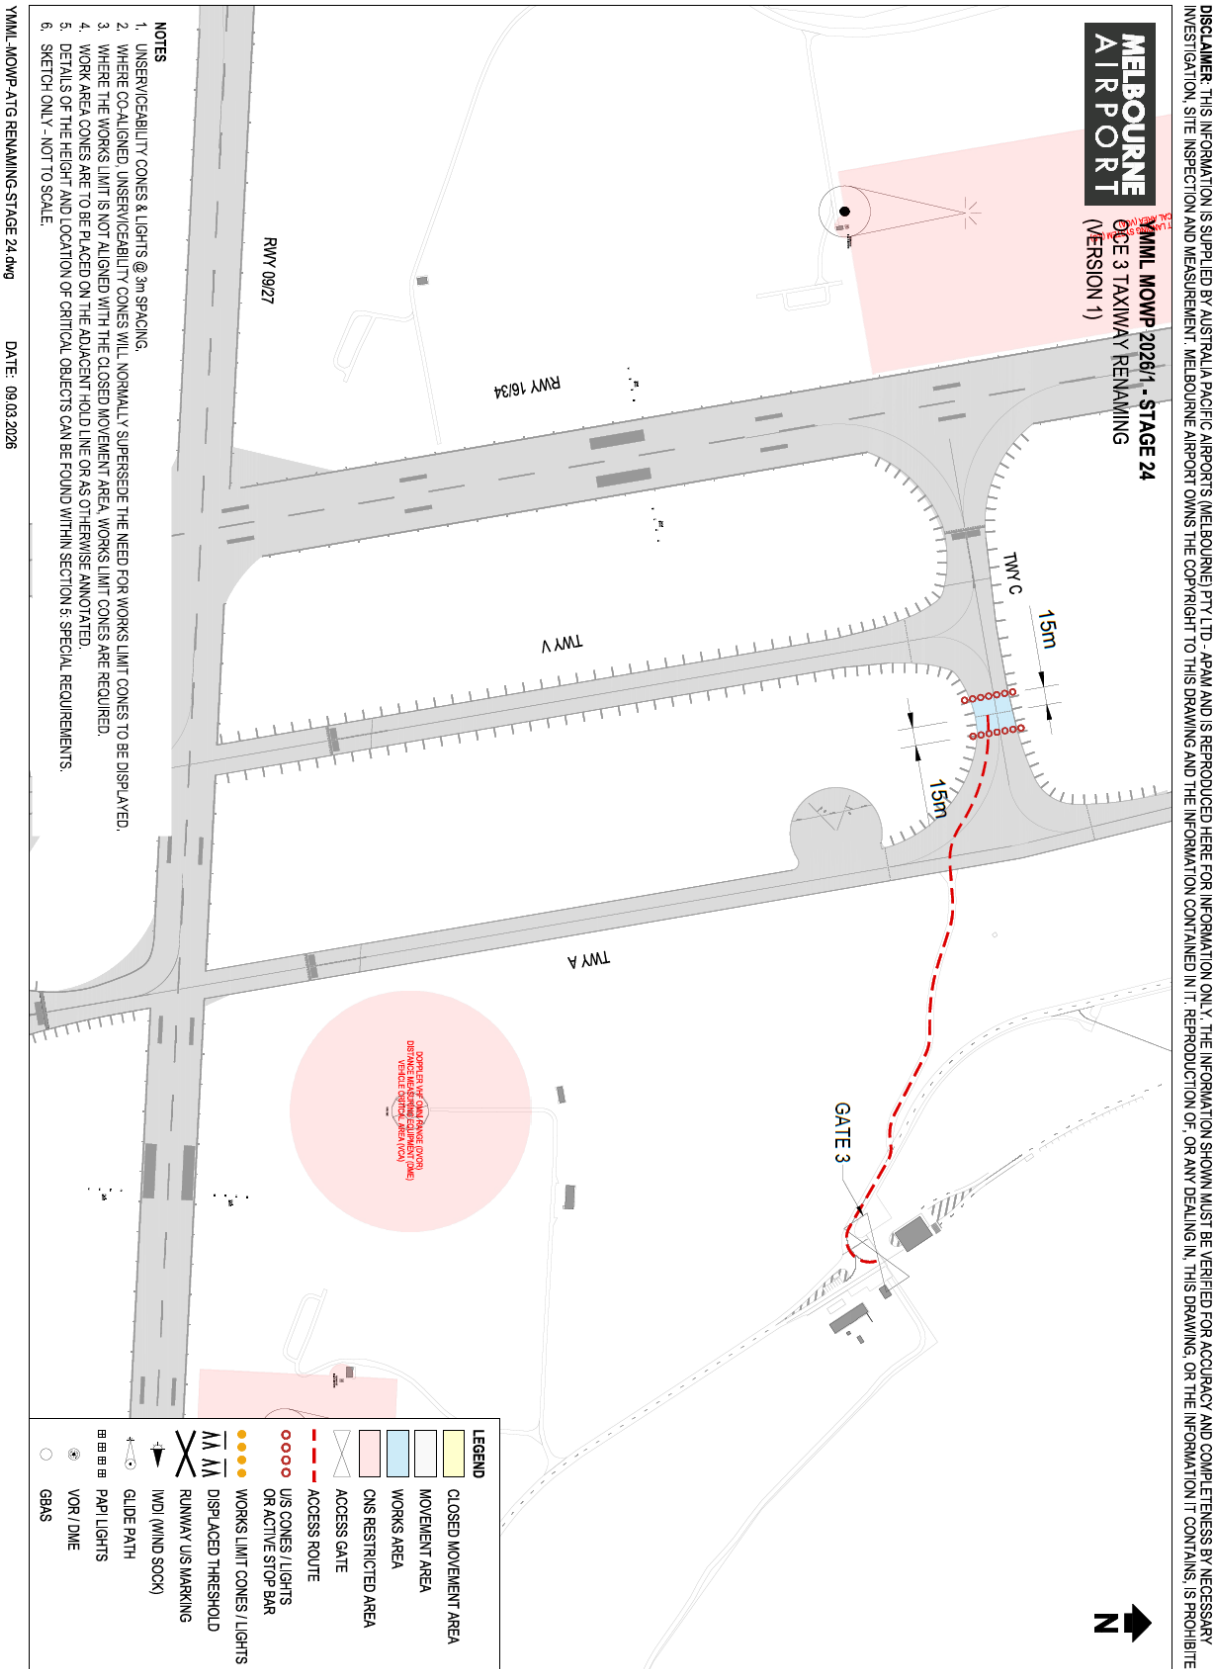 DISCLAIMER: THIS INFORMATION IS SUPPLIED BY AUSTRALIA PACIFIC AIRPORTS (MELBOURNE) PTY LTD - APAM AND IS REPRODUCED HERE FOR INFORMATION ONLY. THE INFORMATION SHOWN MUST BE VERIFIED FOR ACCURACY AND COMPLETENESS BY NECESSARY
INVESTIGATION, SITE INSPECTION AND MEASUREMENT. MELBOURNE AIRPORT OWNS THE COPYRIGHT TO THIS DRAWING AND THE INFORMATION CONTAINED IN IT. REPRODUCTION OF, OR ANY DEALING IN, THIS DRAWING, OR THE INFORMATION IT CONTAINS, IS PROHIBITE
MELBOURNE
AIRPORT
YMML MOWP 2026/1 - STAGE 24
OCE 3 TAXIWAY RENAMING
(VERSION 1)
N
TWY C
15m
15m
RWY 16/34
RWY 09/27
TWY V
TWY A
GATE 3
DOPPLER VHF OMNI RANGE (DVOR)
DISTANCE MEASURING EQUIPMENT (DME)
VEHICLE CRITICAL AREA (VCA)
NOTES
1. UNSERVICEABILITY CONES & LIGHTS @ 3m SPACING.
2. WHERE CO-ALIGNED, UNSERVICEABILITY CONES WILL NORMALLY SUPERSEDE THE NEED FOR WORKS LIMIT CONES TO BE DISPLAYED.
3. WHERE THE WORKS LIMIT IS NOT ALIGNED WITH THE CLOSED MOVEMENT AREA, WORKS LIMIT CONES ARE REQUIRED.
4. WORK AREA CONES ARE TO BE PLACED ON THE ADJACENT HOLD LINE OR AS OTHERWISE ANNOTATED.
5. DETAILS OF THE HEIGHT AND LOCATION OF CRITICAL OBJECTS CAN BE FOUND WITHIN SECTION 5: SPECIAL REQUIREMENTS.
6. SKETCH ONLY - NOT TO SCALE.
LEGEND
CLOSED MOVEMENT AREA
MOVEMENT AREA
WORKS AREA
CNS RESTRICTED AREA
ACCESS GATE
ACCESS ROUTE
U/S CONES / LIGHTS
OR ACTIVE STOP BAR
WORKS LIMIT CONES / LIGHTS
DISPLACED THRESHOLD
RUNWAY U/S MARKING
IWDI (WIND SOCK)
GLIDE PATH
PAPI LIGHTS
VOR / DME
GBAS
YMML-MOWP-ATG RENAMING-STAGE 24.dwg
DATE: 09.03.2026